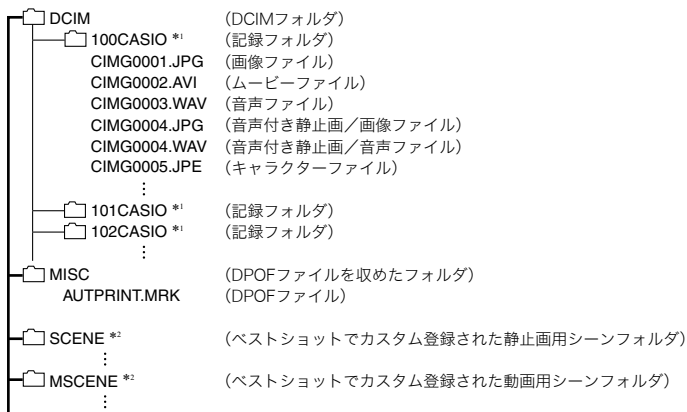 DCIM (DCIMフォルダ)
100CASIO *1 (記録フォルダ)
CIMG0001.JPG (画像ファイル)
CIMG0002.AVI (ムービーファイル)
CIMG0003.WAV (音声ファイル)
CIMG0004.JPG (音声付き静止画／画像ファイル)
CIMG0004.WAV (音声付き静止画／音声ファイル)
CIMG0005.JPE (キャラクターファイル)
⋮
101CASIO *1 (記録フォルダ)
102CASIO *1 (記録フォルダ)
⋮
MISC (DPOFファイルを収めたフォルダ)
AUTPRINT.MRK (DPOFファイル)
SCENE *2 (ベストショットでカスタム登録された静止画用シーンフォルダ)
⋮
MSCENE *2 (ベストショットでカスタム登録された動画用シーンフォルダ)
⋮